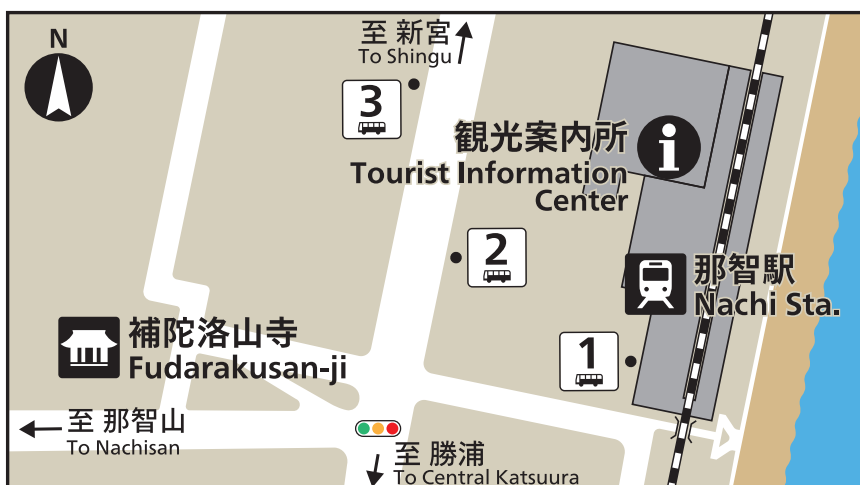 N
至 新宮
To Shingu
3
観光案内所
Tourist Information
Center
i
2
那智駅
Nachi Sta.
補陀洛山寺
Fudarakusan-ji
1
至 那智山
To Nachisan
至 勝浦
To Central Katsuura